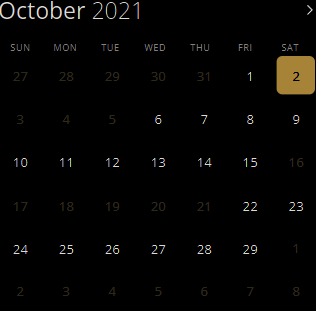 October 2021
SUN MON TUE WED THU FRI SAT
27 28 29 30 31 1 2
3 4 5 6 7 8 9
10 11 12 13 14 15 16
17 18 19 20 21 22 23
24 25 26 27 28 29 1
2 3 4 5 6 7 8